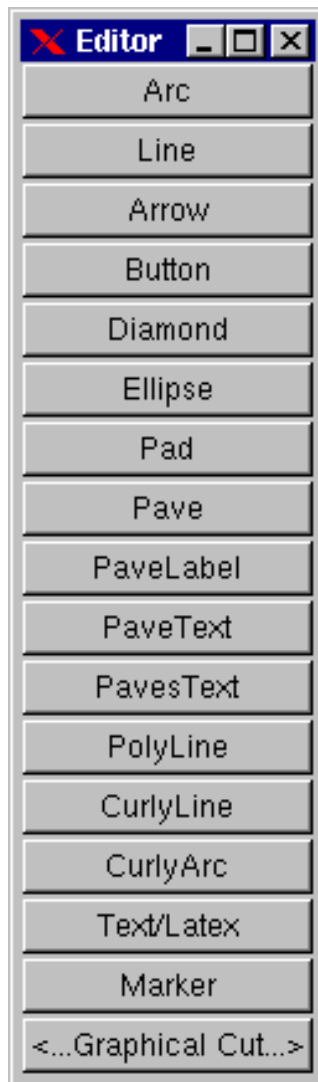 Editor
Arc
Line
Arrow
Button
Diamond
Ellipse
Pad
Pave
PaveLabel
PaveText
PavesText
PolyLine
CurlyLine
CurlyArc
Text/Latex
Marker
<...Graphical Cut...>